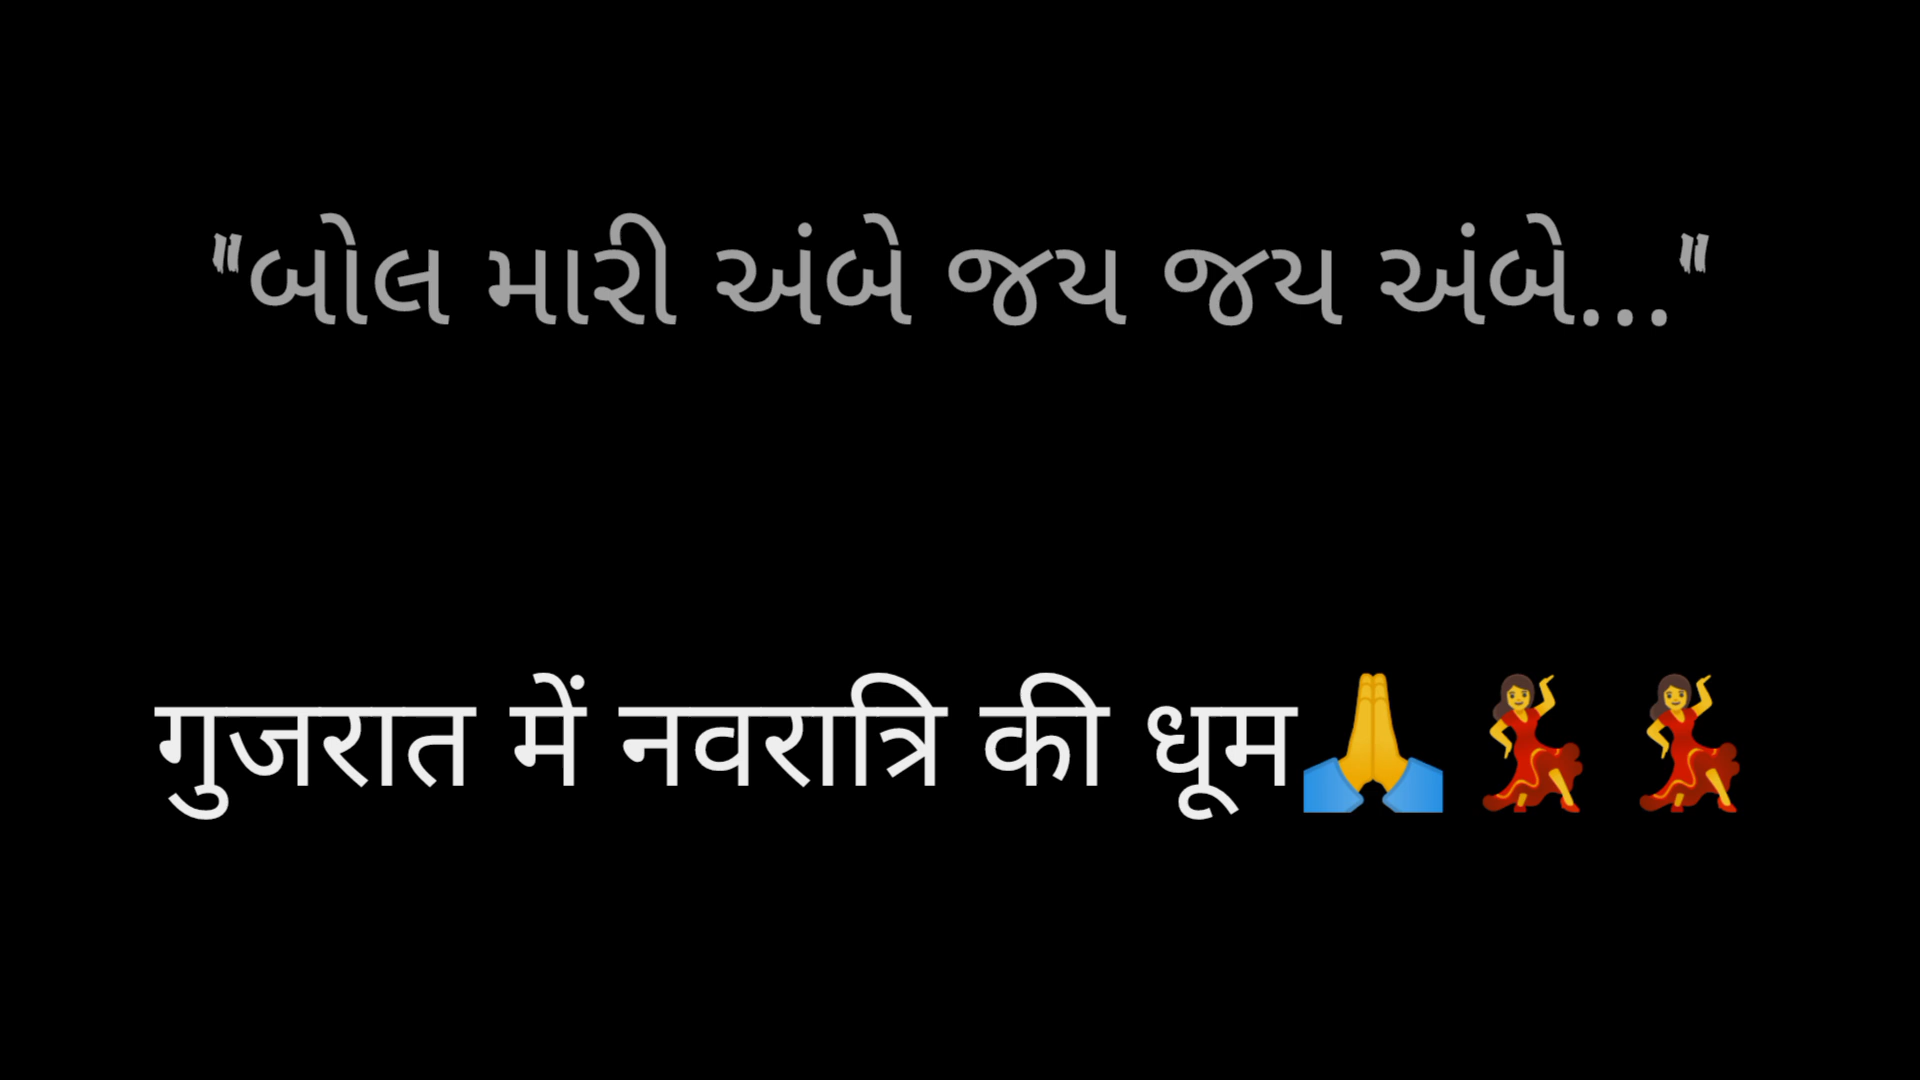 "બોલ મારી અંબે જય જય અંબે..."
गुजरात में नवरात्रि की धूम🙏💃💃